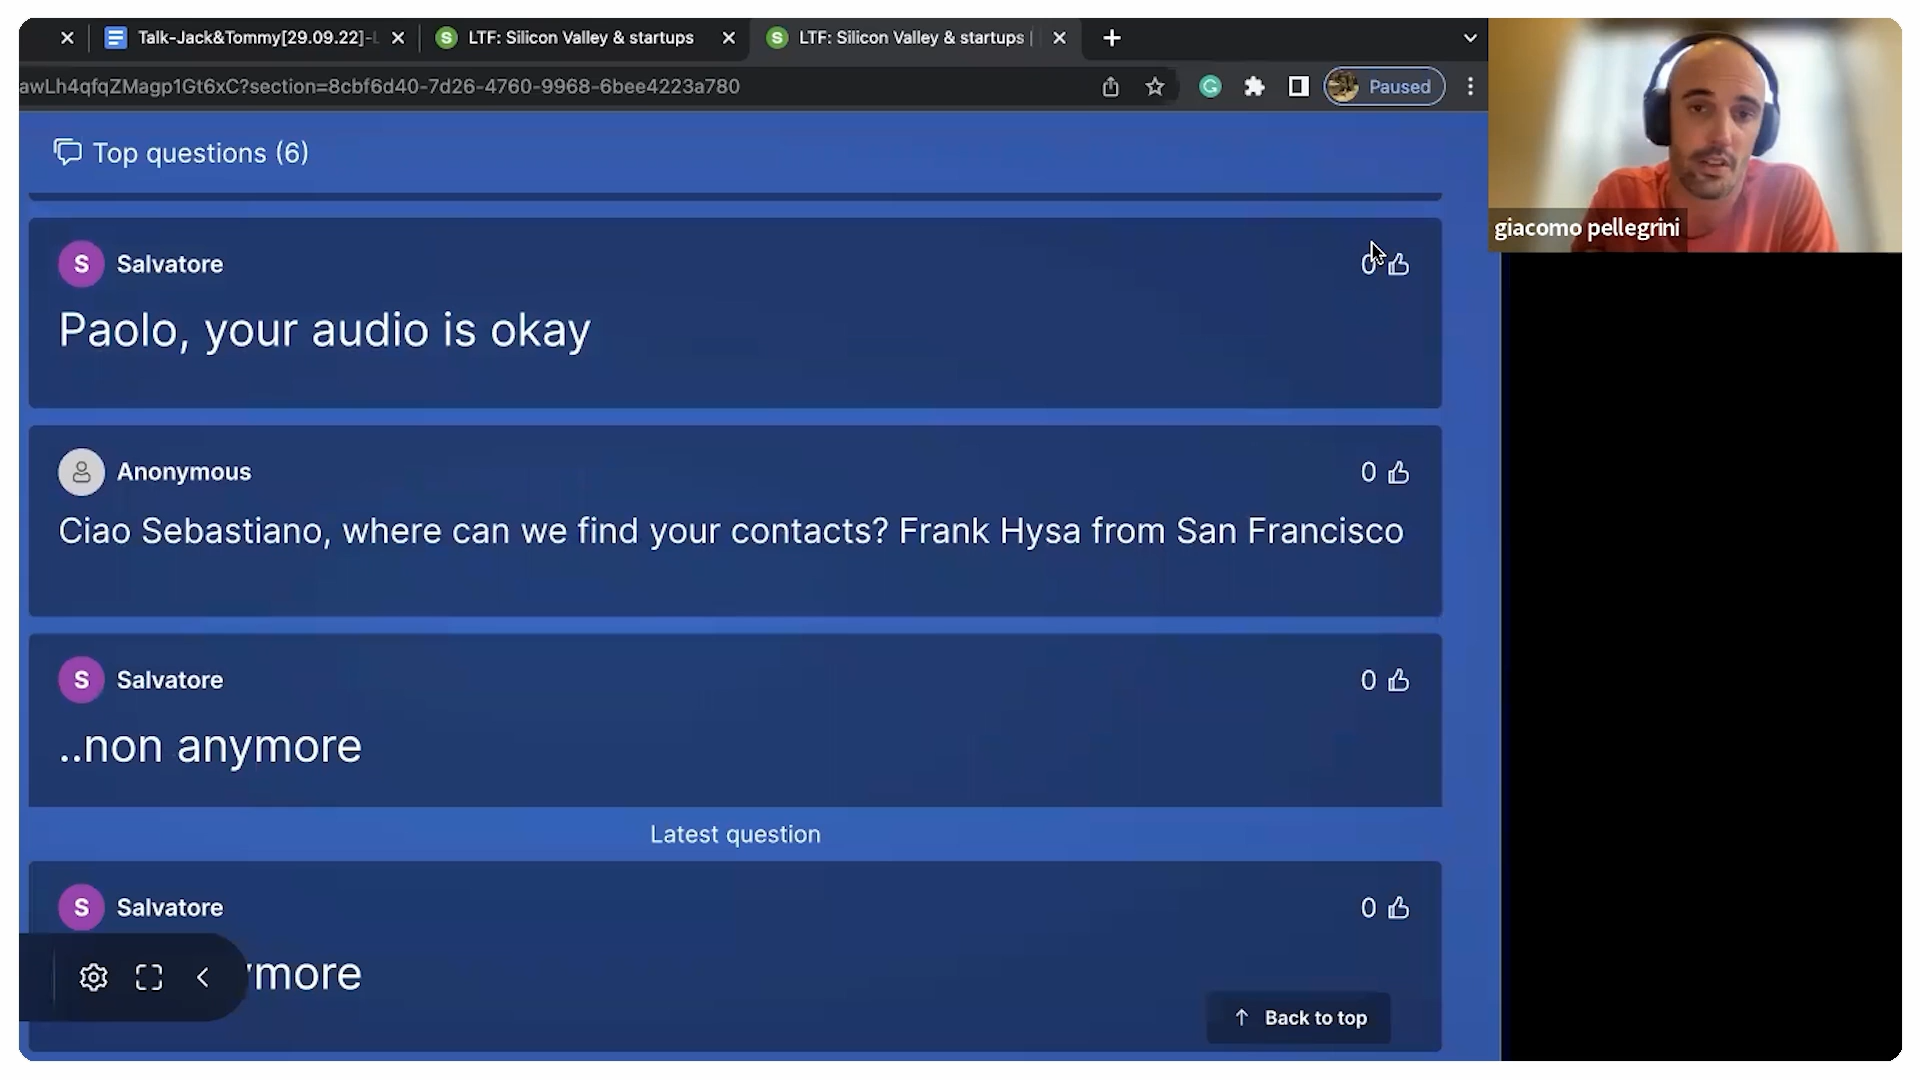 Talk-Jack&Tommy[29.09.22]-L
LTF: Silicon Valley & startups
LTF: Silicon Valley & startups |
awLh4qfqZMagp1Gt6xC?section=8cbf6d40-7d26-4760-9968-6bee4223a780
Paused
Top questions (6)
giacomo pellegrini
S Salvatore
0
Paolo, your audio is okay
Anonymous
0
Ciao Sebastiano, where can we find your contacts? Frank Hysa from San Francisco
S Salvatore
0
..non anymore
Latest question
S Salvatore
0
ymore
Back to top